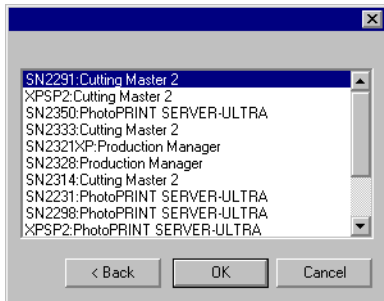 SN2291:Cutting Master 2
XPSP2:Cutting Master 2
SN2350:PhotoPRINT SERVER-ULTRA
SN2333:Cutting Master 2
SN2321XP:Production Manager
SN2328:Production Manager
SN2314:Cutting Master 2
SN2231:PhotoPRINT SERVER-ULTRA
SN2298:PhotoPRINT SERVER-ULTRA
XPSP2:PhotoPRINT SERVER-ULTRA
< Back OK Cancel